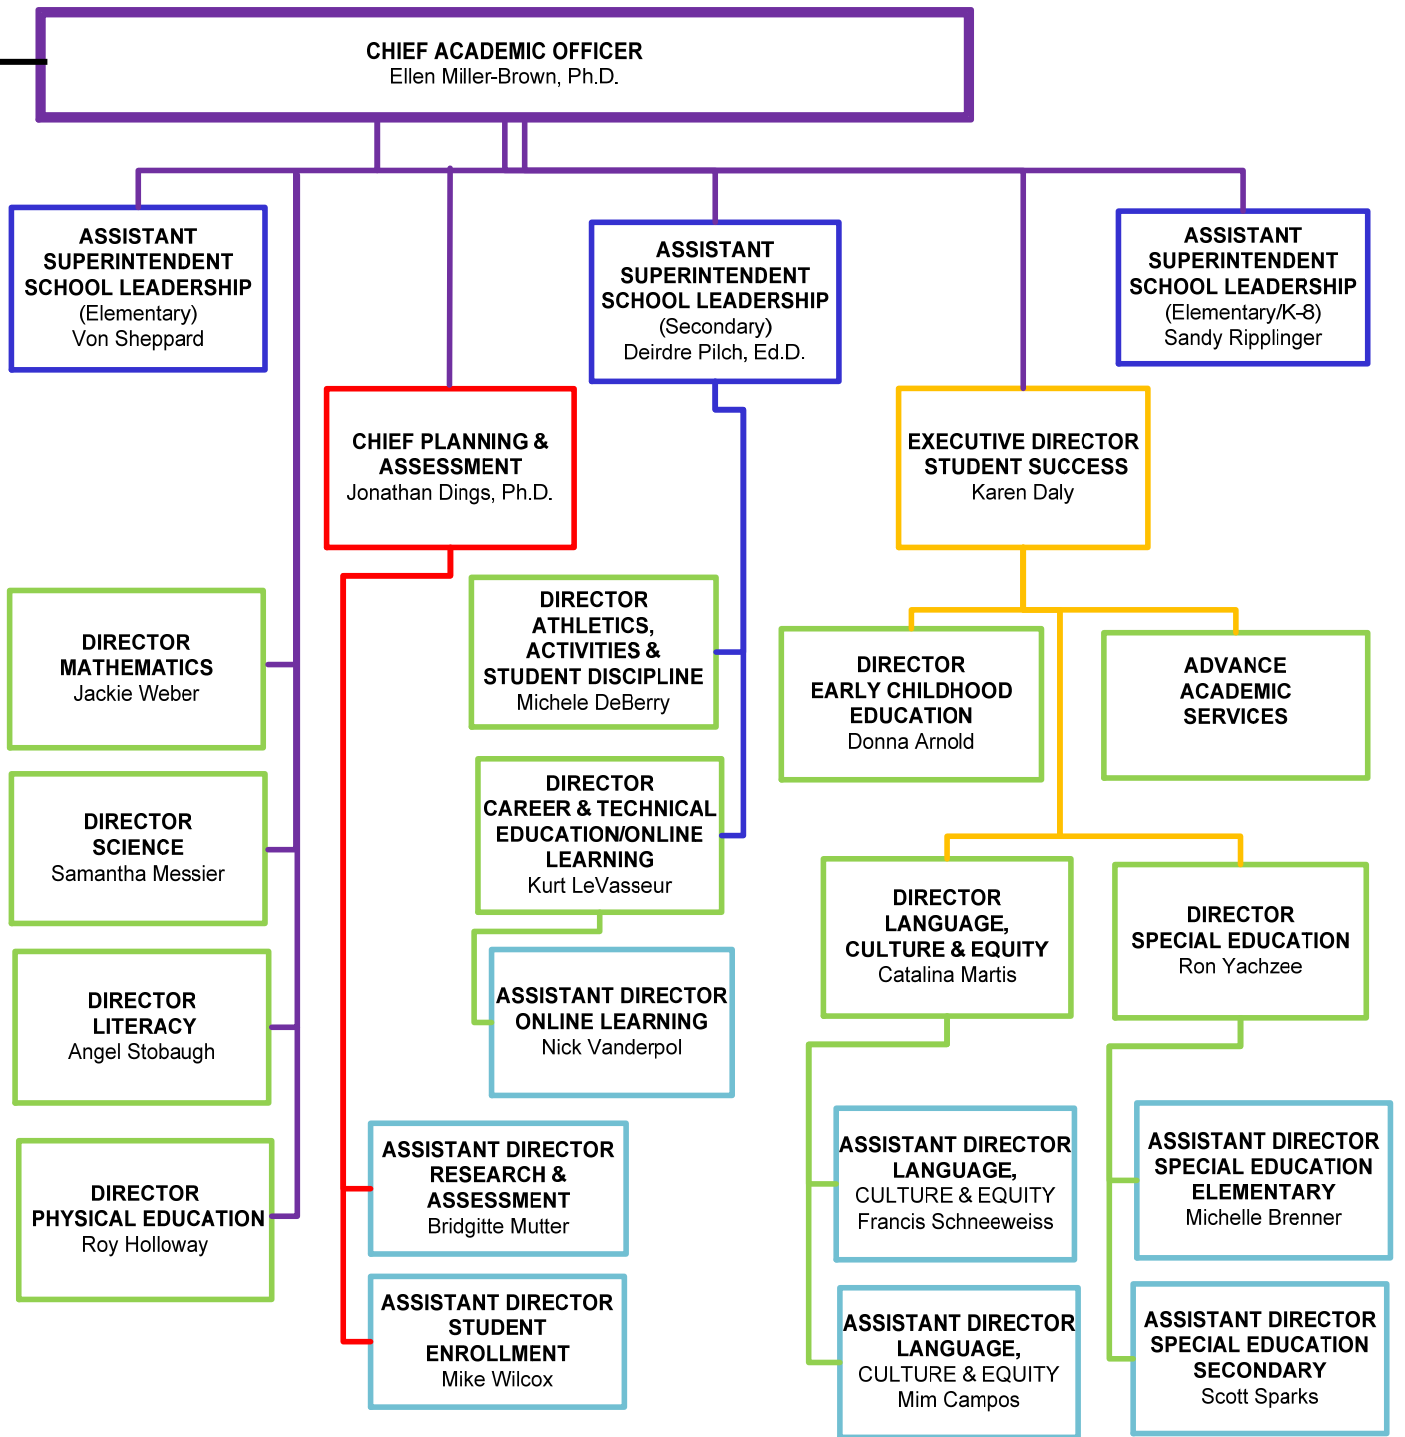 CHIEF ACADEMIC OFFICER
Ellen Miller-Brown, Ph.D.
ASSISTANT
SUPERINTENDENT
SCHOOL LEADERSHIP
(Elementary)
Von Sheppard
ASSISTANT
SUPERINTENDENT
SCHOOL LEADERSHIP
(Secondary)
Deirdre Pilch, Ed.D.
ASSISTANT
SUPERINTENDENT
SCHOOL LEADERSHIP
(Elementary/K-8)
Sandy Ripplinger
CHIEF PLANNING &
ASSESSMENT
Jonathan Dings, Ph.D.
EXECUTIVE DIRECTOR
STUDENT SUCCESS
Karen Daly
DIRECTOR
MATHEMATICS
Jackie Weber
DIRECTOR
SCIENCE
Samantha Messier
DIRECTOR
LITERACY
Angel Stobaugh
DIRECTOR
PHYSICAL EDUCATION
Roy Holloway
DIRECTOR
ATHLETICS,
ACTIVITIES &
STUDENT DISCIPLINE
Michele DeBerry
DIRECTOR
CAREER & TECHNICAL
EDUCATION/ONLINE
LEARNING
Kurt LeVasseur
ASSISTANT DIRECTOR
ONLINE LEARNING
Nick Vanderpol
ASSISTANT DIRECTOR
RESEARCH &
ASSESSMENT
Bridgitte Mutter
ASSISTANT DIRECTOR
STUDENT
ENROLLMENT
Mike Wilcox
DIRECTOR
EARLY CHILDHOOD
EDUCATION
Donna Arnold
ADVANCE
ACADEMIC
SERVICES
DIRECTOR
LANGUAGE,
CULTURE & EQUITY
Catalina Martis
DIRECTOR
SPECIAL EDUCATION
Ron Yachzee
ASSISTANT DIRECTOR
LANGUAGE,
CULTURE & EQUITY
Francis Schneeweiss
ASSISTANT DIRECTOR
LANGUAGE,
CULTURE & EQUITY
Mim Campos
ASSISTANT DIRECTOR
SPECIAL EDUCATION
ELEMENTARY
Michelle Brenner
ASSISTANT DIRECTOR
SPECIAL EDUCATION
SECONDARY
Scott Sparks